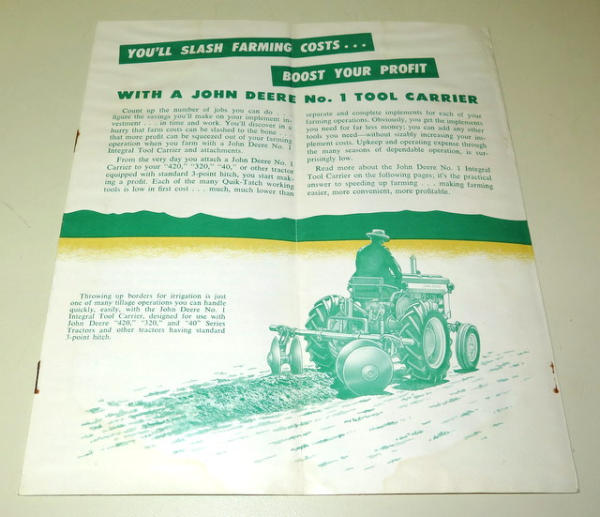 YOU'LL SLASH FARMING COSTS...
BOOST YOUR PROFIT
WITH A JOHN DEERE No. 1 TOOL CARRIER
Count up the number of jobs you can do . . .
figure the savings you'll make on your implement in-
vestment . . . in time and work. You'll discover in a
hurry that farm costs can be slashed to the bone . . .
that more profit can be squeezed out of your farming
operation when you farm with a John Deere No. 1
Integral Tool Carrier and attachments.
From the very day you attach a John Deere No. 1
Carrier to your "420," "320," "40," or other tractor
equipped with standard 3-point hitch, you start mak-
ing a profit. Each of the many Quik-Tatch working
tools is low in first cost . . . much, much lower than
separate and complete implements for each of your
farming operations. Obviously, you get the implements
you need for far less money; you can add any other
tools you need—without sizably increasing your im-
plement costs. Upkeep and operating expense through
the many seasons of dependable operation, is sur-
prisingly low.
Read more about the John Deere No. 1 Integral
Tool Carrier on the following pages; it's the practical
answer to speeding up farming . . . making farming
easier, more convenient, more profitable.
Throwing up borders for irrigation is just
one of many tillage operations you can handle
quickly, easily, with the John Deere No. 1
Integral Tool Carrier, designed for use with
John Deere "420," "320," and "40" Series
Tractors and other tractors having standard
3-point hitch.